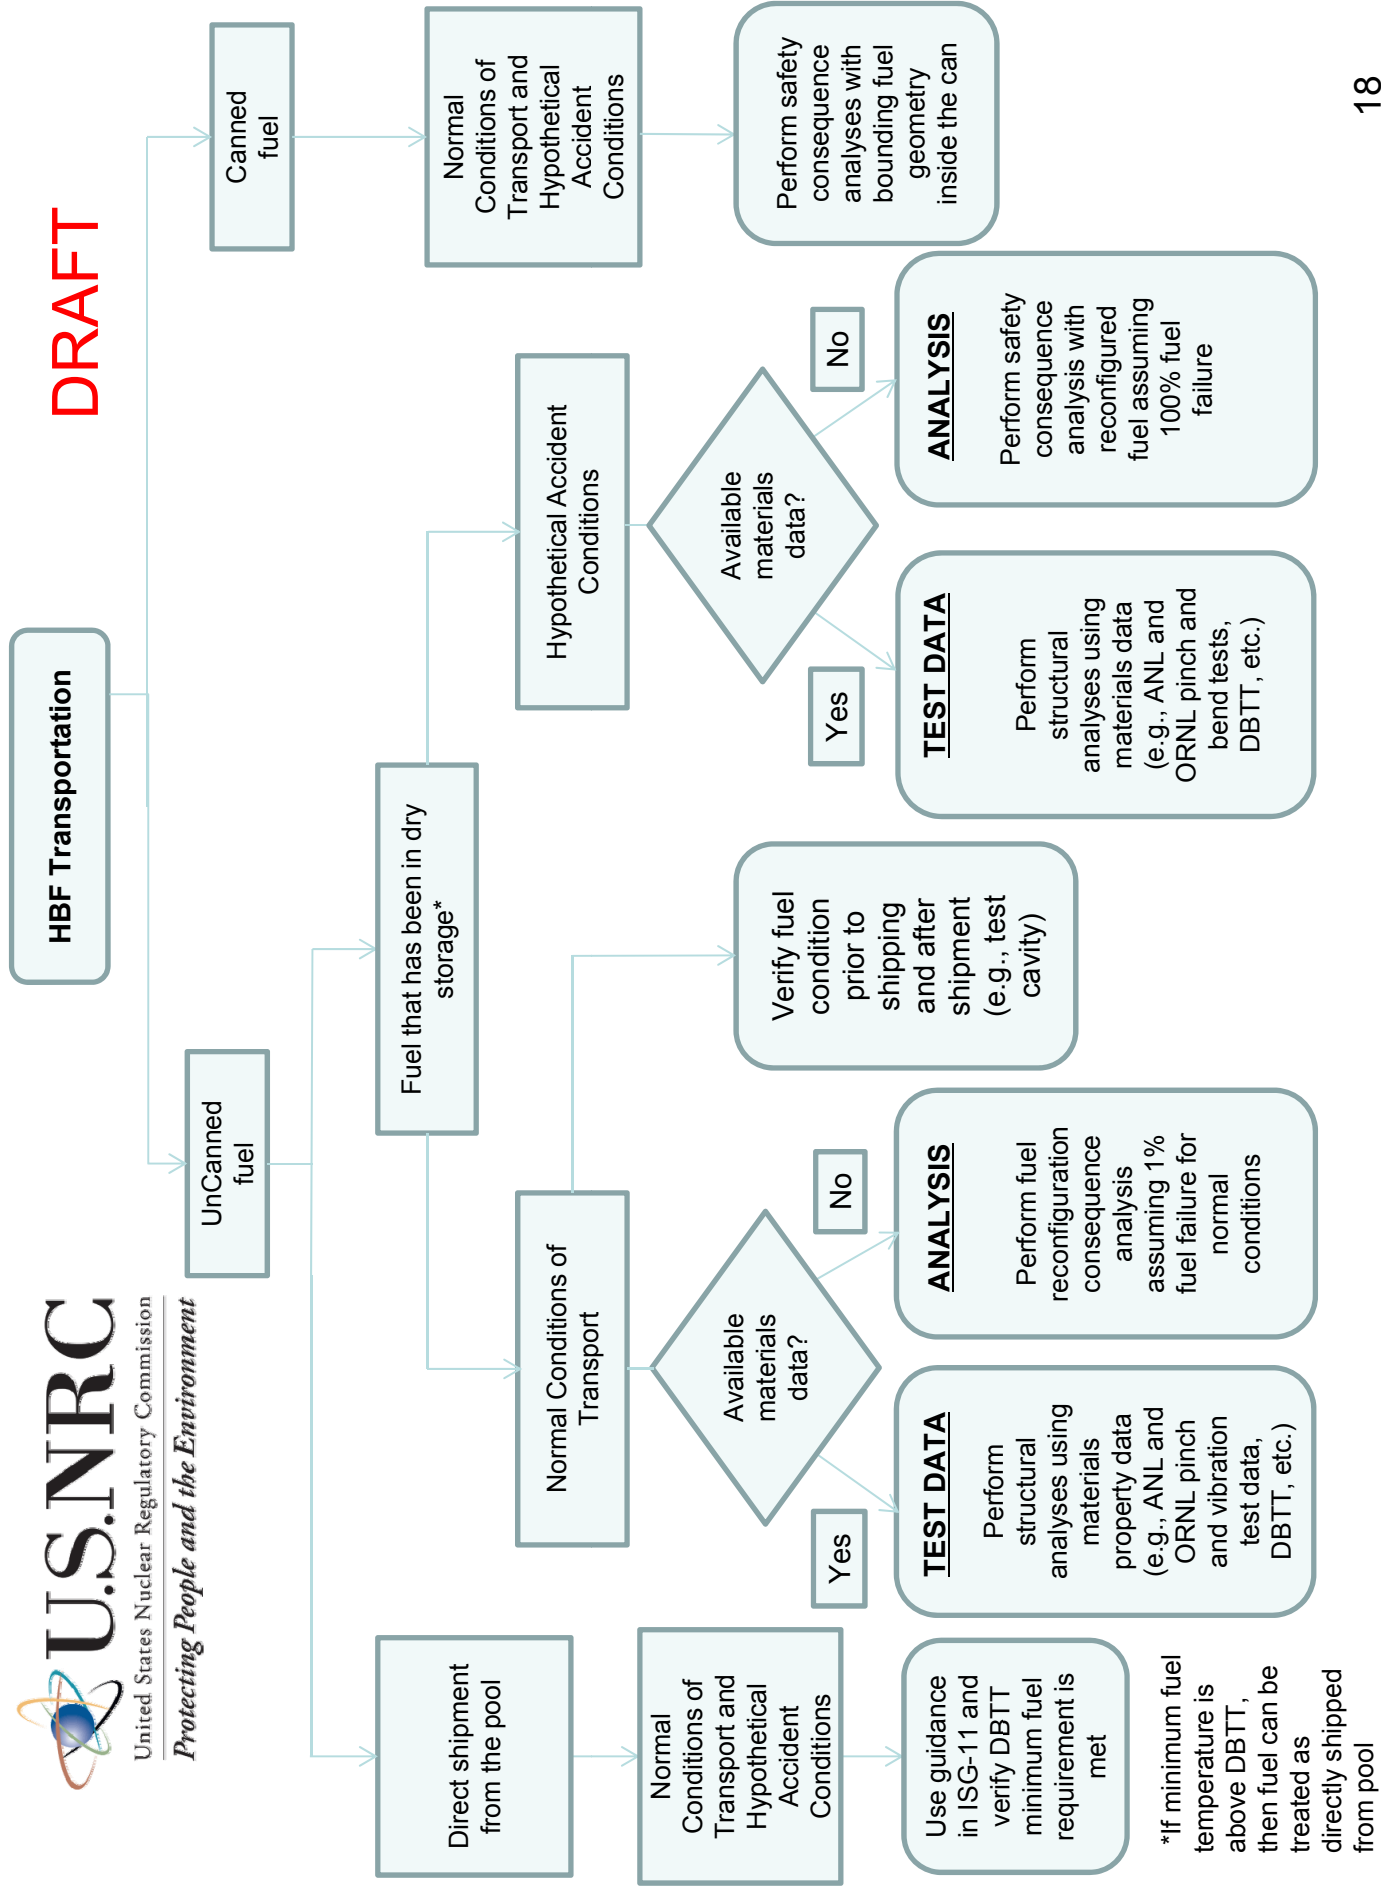 U.S.NRC
United States Nuclear Regulatory Commission
Protecting People and the Environment
DRAFT
HBF Transportation
UnCanned
fuel
Canned
fuel
Direct shipment
from the pool
Fuel that has been in dry
storage*
Normal
Conditions of
Transport and
Hypothetical
Accident
Conditions
Normal Conditions of
Transport
Hypothetical Accident
Conditions
Normal
Conditions of
Transport and
Hypothetical
Accident
Conditions
Available
materials
data?
Verify fuel
condition
prior to
shipping
and after
shipment
(e.g., test
cavity)
Available
materials
data?
Perform safety
consequence
analyses with
bounding fuel
geometry
inside the can
Yes
No
Yes
No
Use guidance
in ISG-11 and
verify DBTT
minimum fuel
requirement is
met
TEST DATA
Perform
structural
analyses using
materials
property data
(e.g., ANL and
ORNL pinch
and vibration
test data,
DBTT, etc.)
ANALYSIS
Perform fuel
reconfiguration
consequence
analysis
assuming 1%
fuel failure for
normal
conditions
TEST DATA
Perform
structural
analyses using
materials data
(e.g., ANL and
ORNL pinch and
bend tests,
DBTT, etc.)
ANALYSIS
Perform safety
consequence
analysis with
reconfigured
fuel assuming
100% fuel
failure
*If minimum fuel
temperature is
above DBTT,
then fuel can be
treated as
directly shipped
from pool
18